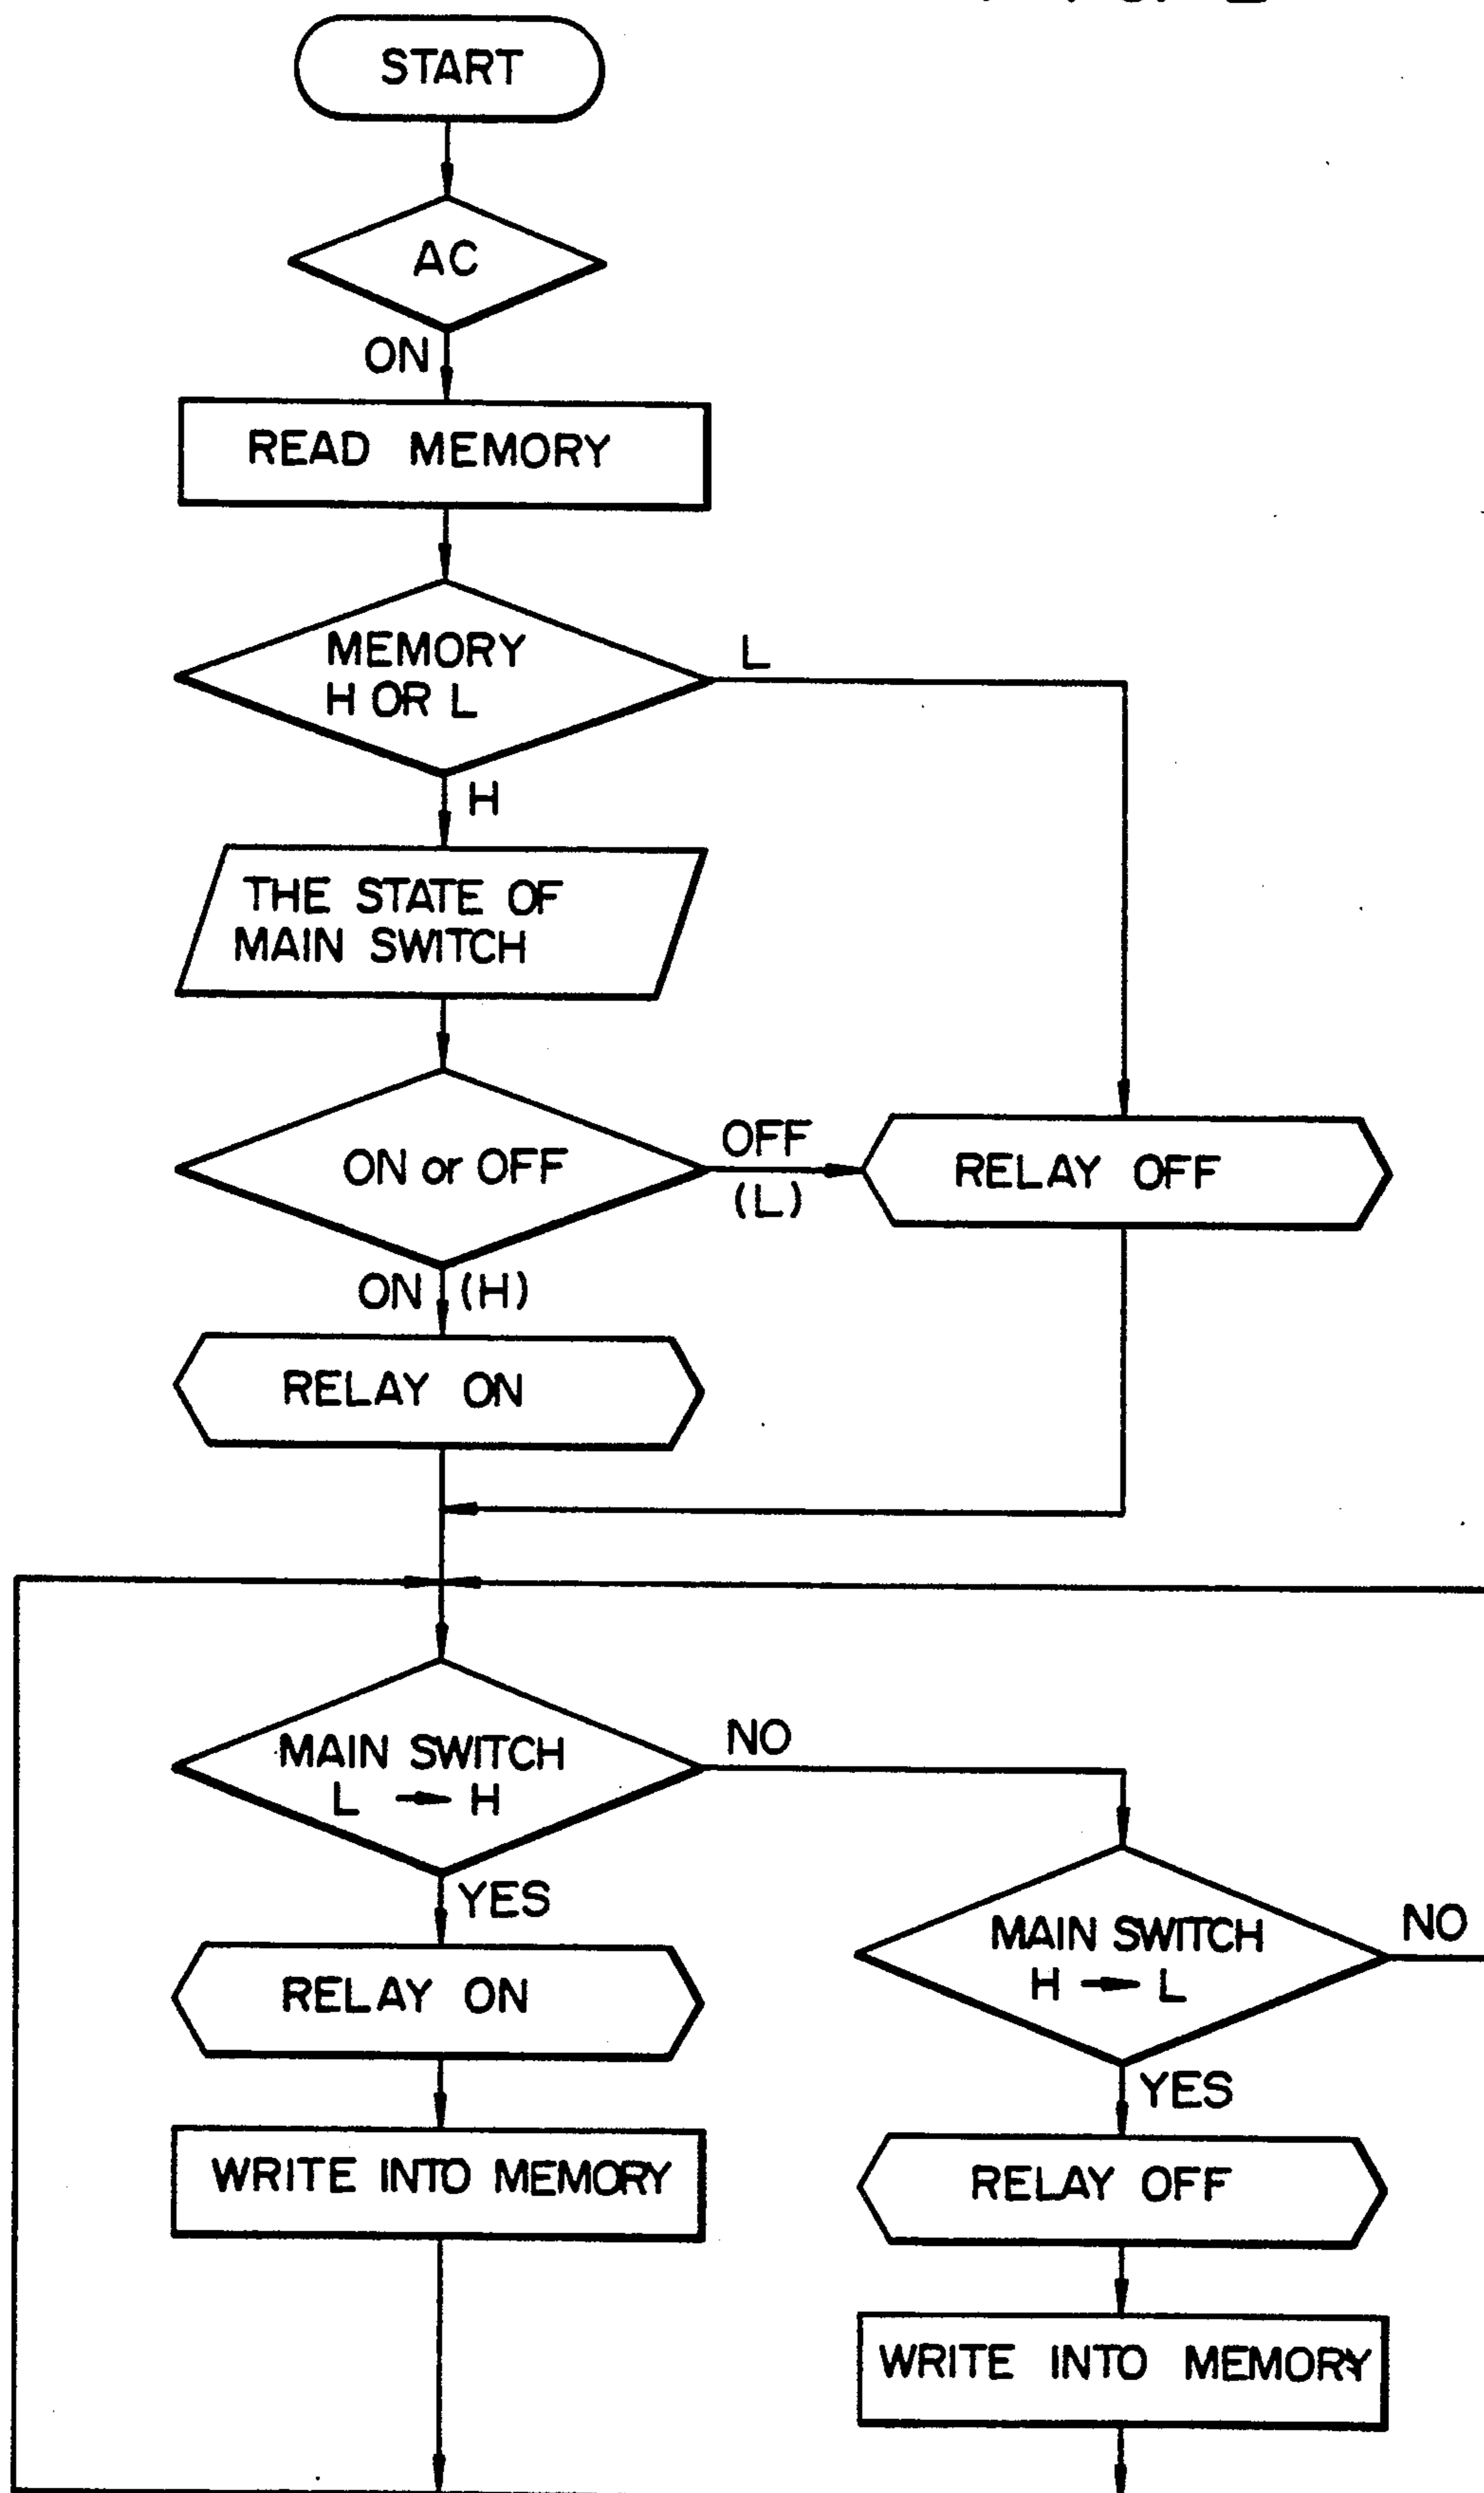 START
AC
ON
READ MEMORY
MEMORY
H OR L
L
H
THE STATE OF
MAIN SWITCH
ON or OFF
OFF
(L)
RELAY OFF
ON (H)
RELAY ON
MAIN SWITCH
L → H
NO
YES
MAIN SWITCH
H → L
NO
RELAY ON
YES
WRITE INTO MEMORY
RELAY OFF
WRITE INTO MEMORY